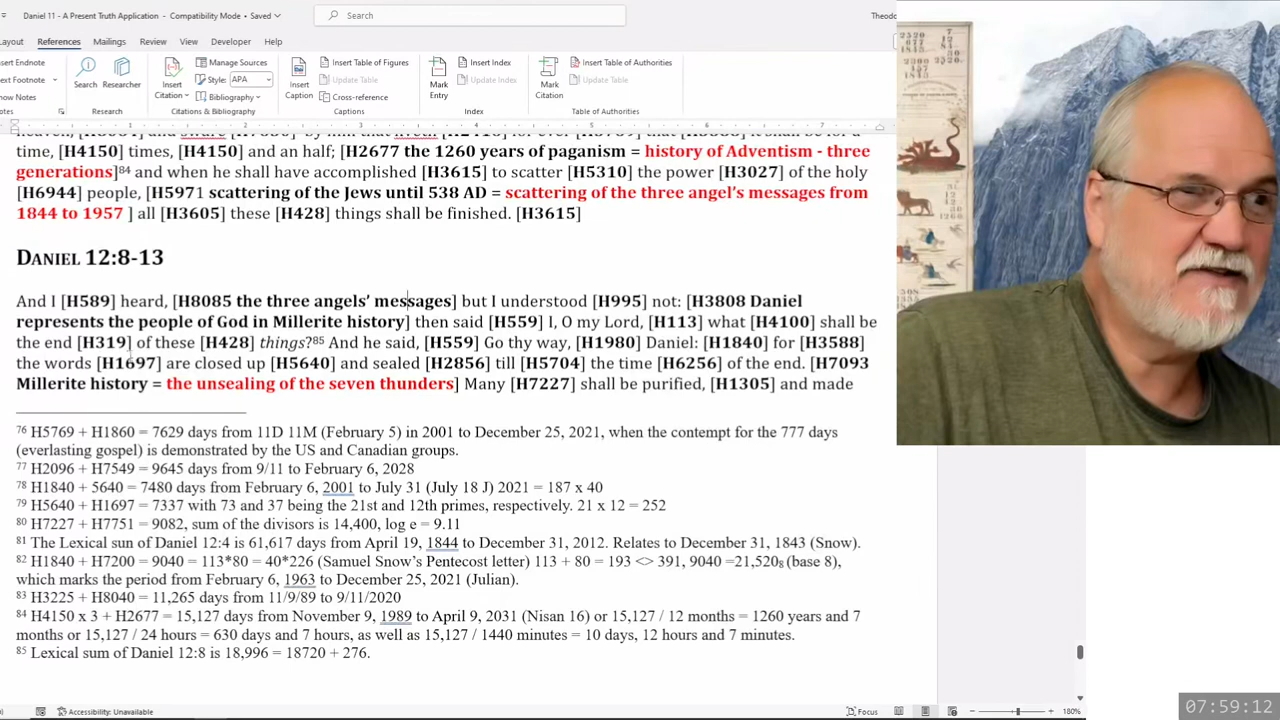 Daniel 11 - A Present Truth Application - Compatibility Mode • Saved
Search
Theodo
Layout References Mailings Review View Developer Help
Insert Endnote
Footnote
Show Notes
Search
Researcher
Insert Citation
Manage Sources
Style: APA
Bibliography
Citations & Bibliography
Insert Caption
Insert Table of Figures
Update Table
Cross-reference
Captions
Mark Entry
Insert Index
Update Index
Index
Mark Citation
Insert Table of Authorities
Update Table
Table of Authorities
time, [H4150] times, [H4150] and an half; [H2677 the 1260 years of paganism = history of Adventism - three
generations]84 and when he shall have accomplished [H3615] to scatter [H5310] the power [H3027] of the holy
[H6944] people, [H5971 scattering of the Jews until 538 AD = scattering of the three angel’s messages from
1844 to 1957 ] all [H3605] these [H428] things shall be finished. [H3615]
DANIEL 12:8-13
And I [H589] heard, [H8085 the three angels’ messages] but I understood [H995] not: [H3808 Daniel
represents the people of God in Millerite history] then said [H559] I, O my Lord, [H113] what [H4100] shall be
the end [H319] of these [H428] things?85 And he said, [H559] Go thy way, [H1980] Daniel: [H1840] for [H3588]
the words [H1697] are closed up [H5640] and sealed [H2856] till [H5704] the time [H6256] of the end. [H7093
Millerite history = the unsealing of the seven thunders] Many [H7227] shall be purified, [H1305] and made
76 H5769 + H1860 = 7629 days from 11D 11M (February 5) in 2001 to December 25, 2021, when the contempt for the 777 days
(everlasting gospel) is demonstrated by the US and Canadian groups.
77 H2096 + H7549 = 9645 days from 9/11 to February 6, 2028
78 H1840 + 5640 = 7480 days from February 6, 2001 to July 31 (July 18 J) 2021 = 187 x 40
79 H5640 + H1697 = 7337 with 73 and 37 being the 21st and 12th primes, respectively. 21 x 12 = 252
80 H7227 + H7751 = 9082, sum of the divisors is 14,400, log e = 9.11
81 The Lexical sun of Daniel 12:4 is 61,617 days from April 19, 1844 to December 31, 2012. Relates to December 31, 1843 (Snow).
82 H1840 + H7200 = 9040 = 113*80 = 40*226 (Samuel Snow’s Pentecost letter) 113 + 80 = 193 <> 391, 9040 =21,5208 (base 8),
which marks the period from February 6, 1963 to December 25, 2021 (Julian).
83 H3225 + H8040 = 11,265 days from 11/9/89 to 9/11/2020
84 H4150 x 3 + H2677 = 15,127 days from November 9, 1989 to April 9, 2031 (Nisan 16) or 15,127 / 12 months = 1260 years and 7
months or 15,127 / 24 hours = 630 days and 7 hours, as well as 15,127 / 1440 minutes = 10 days, 12 hours and 7 minutes.
85 Lexical sum of Daniel 12:8 is 18,996 = 18720 + 276.
Accessibility: Unavailable
Focus
180%
07:59:12
2520